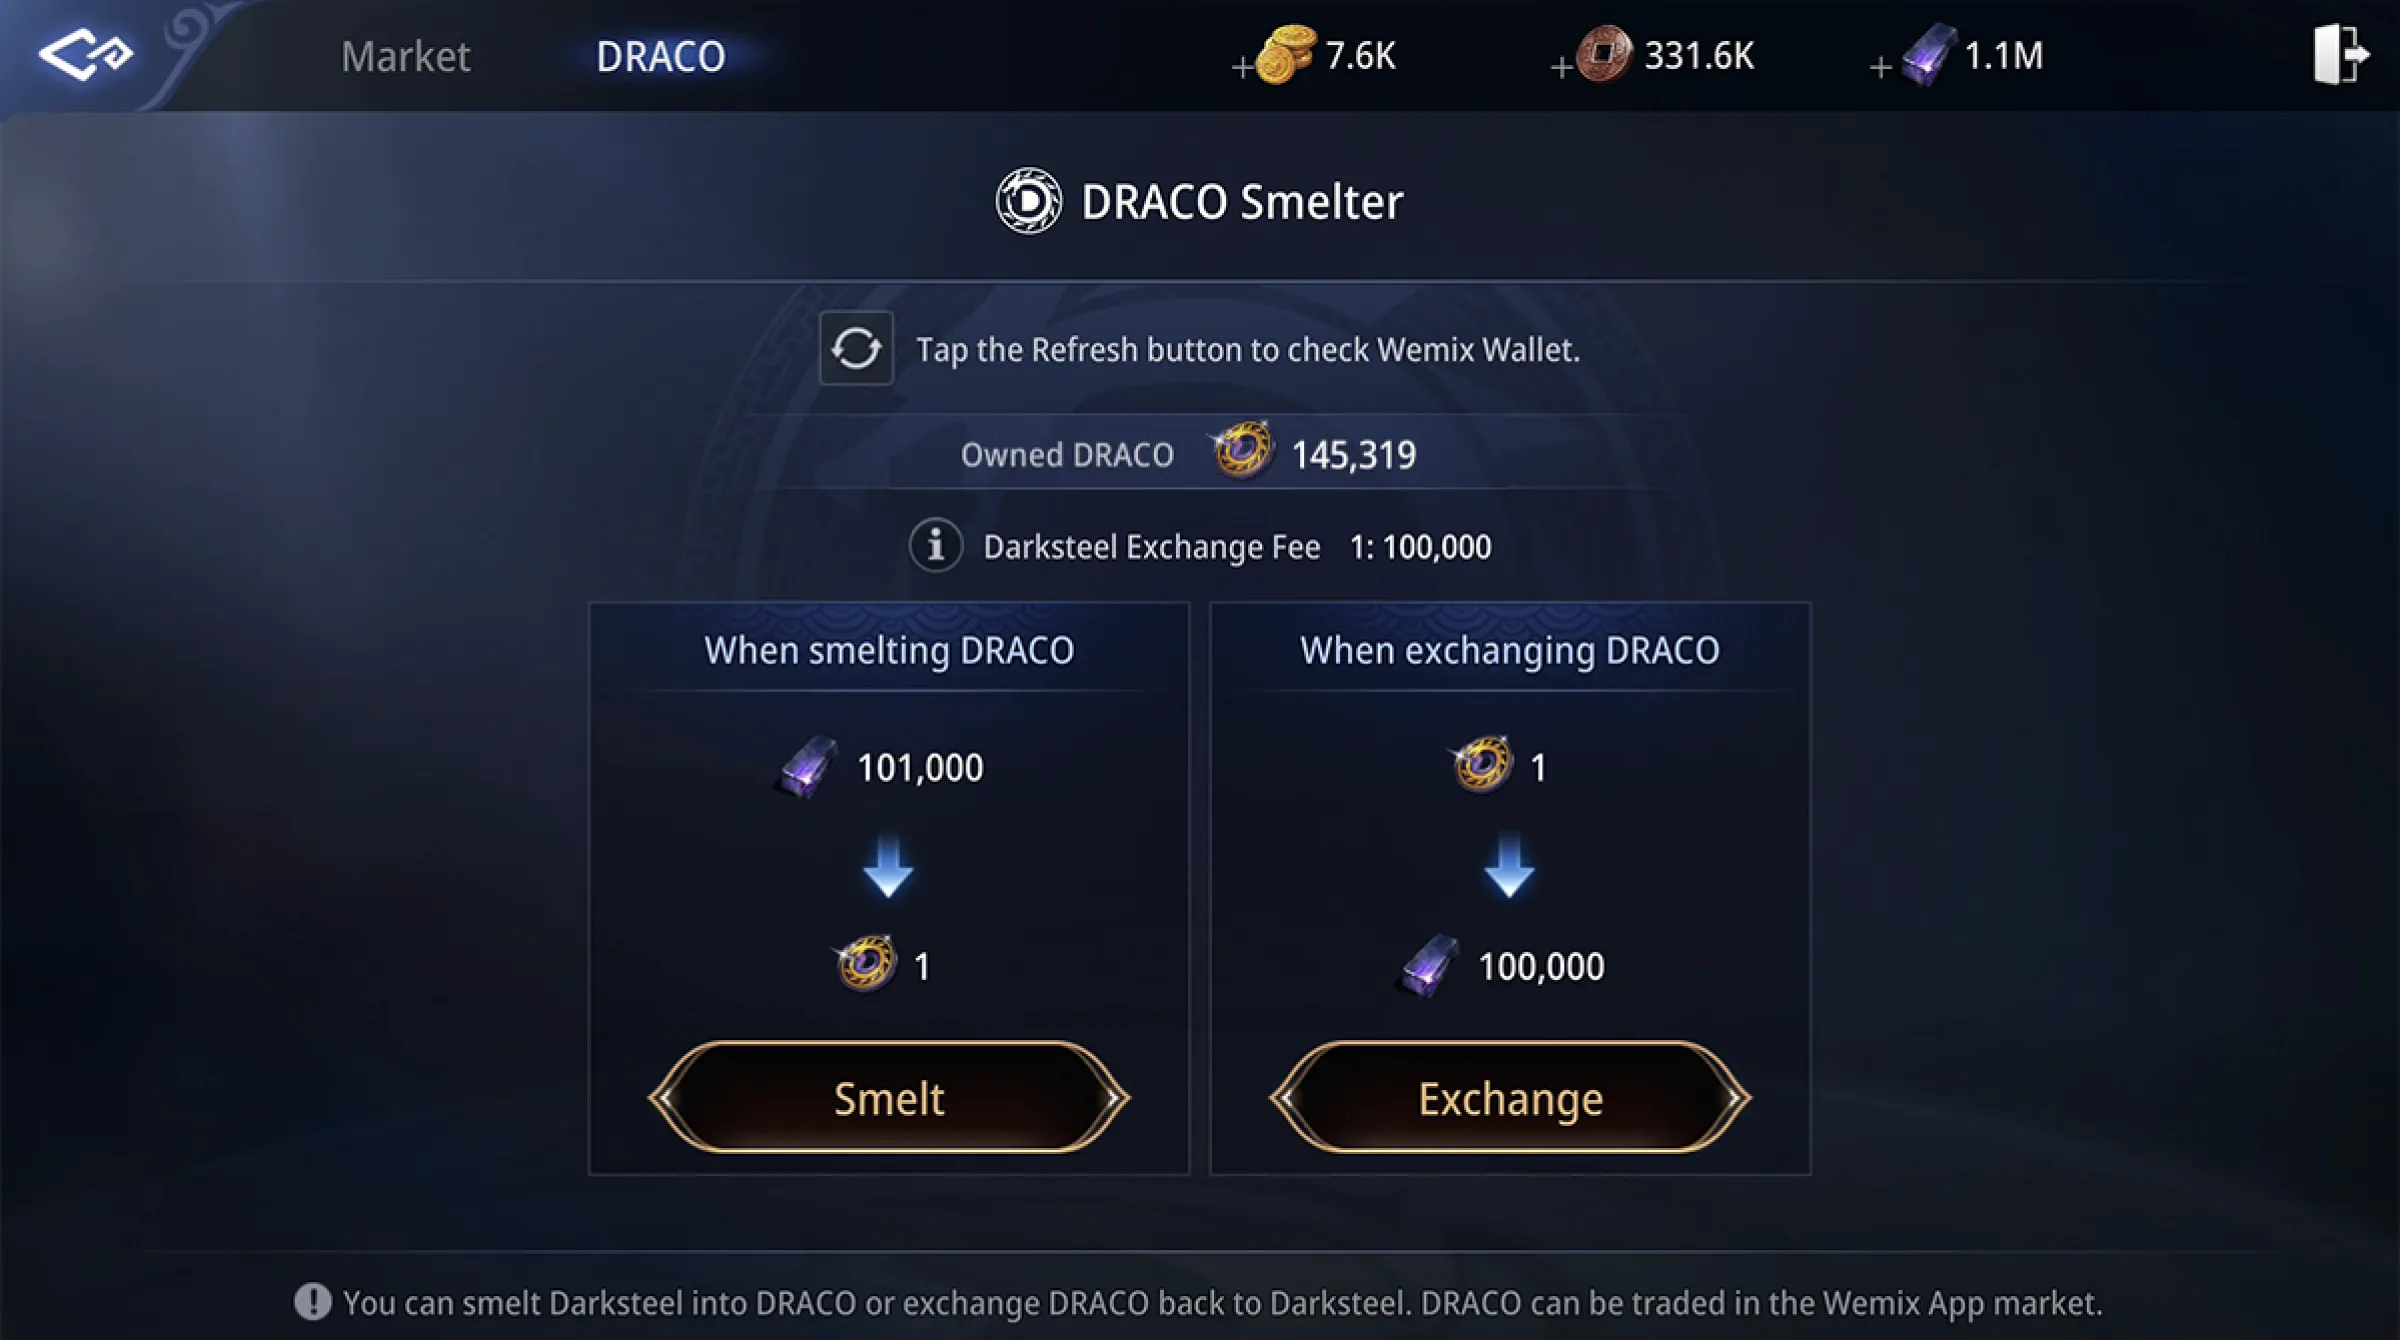 Market DRACO +7.6K +331.6K +1.1M
DRACO Smelter
Tap the Refresh button to check Wemix Wallet.
Owned DRACO 145,319
Darksteel Exchange Fee 1: 100,000
When smelting DRACO
101,000
1
Smelt
When exchanging DRACO
1
100,000
Exchange
You can smelt Darksteel into DRACO or exchange DRACO back to Darksteel. DRACO can be traded in the Wemix App market.